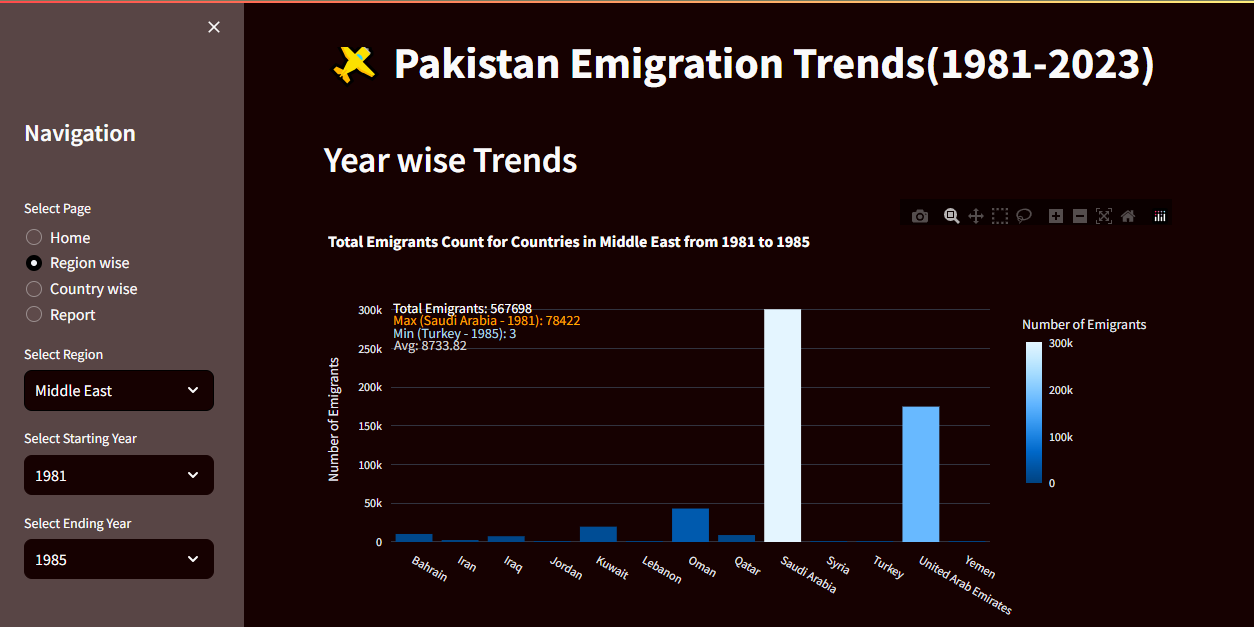 Pakistan Emigration Trends(1981-2023)
Navigation
Select Page
Home
Region wise
Country wise
Report
Select Region
Middle East
Select Starting Year
1981
Select Ending Year
1985
Year wise Trends
Total Emigrants Count for Countries in Middle East from 1981 to 1985
Total Emigrants: 567698
Max (Saudi Arabia - 1981): 78422
Min (Turkey - 1985): 3
Avg: 8733.82
Number of Emigrants
300k
250k
200k
150k
100k
50k
0
Bahrain
Iran
Iraq
Jordan
Kuwait
Lebanon
Oman
Qatar
Saudi Arabia
Syria
Turkey
United Arab Emirates
Yemen
Number of Emigrants
300k
200k
100k
0